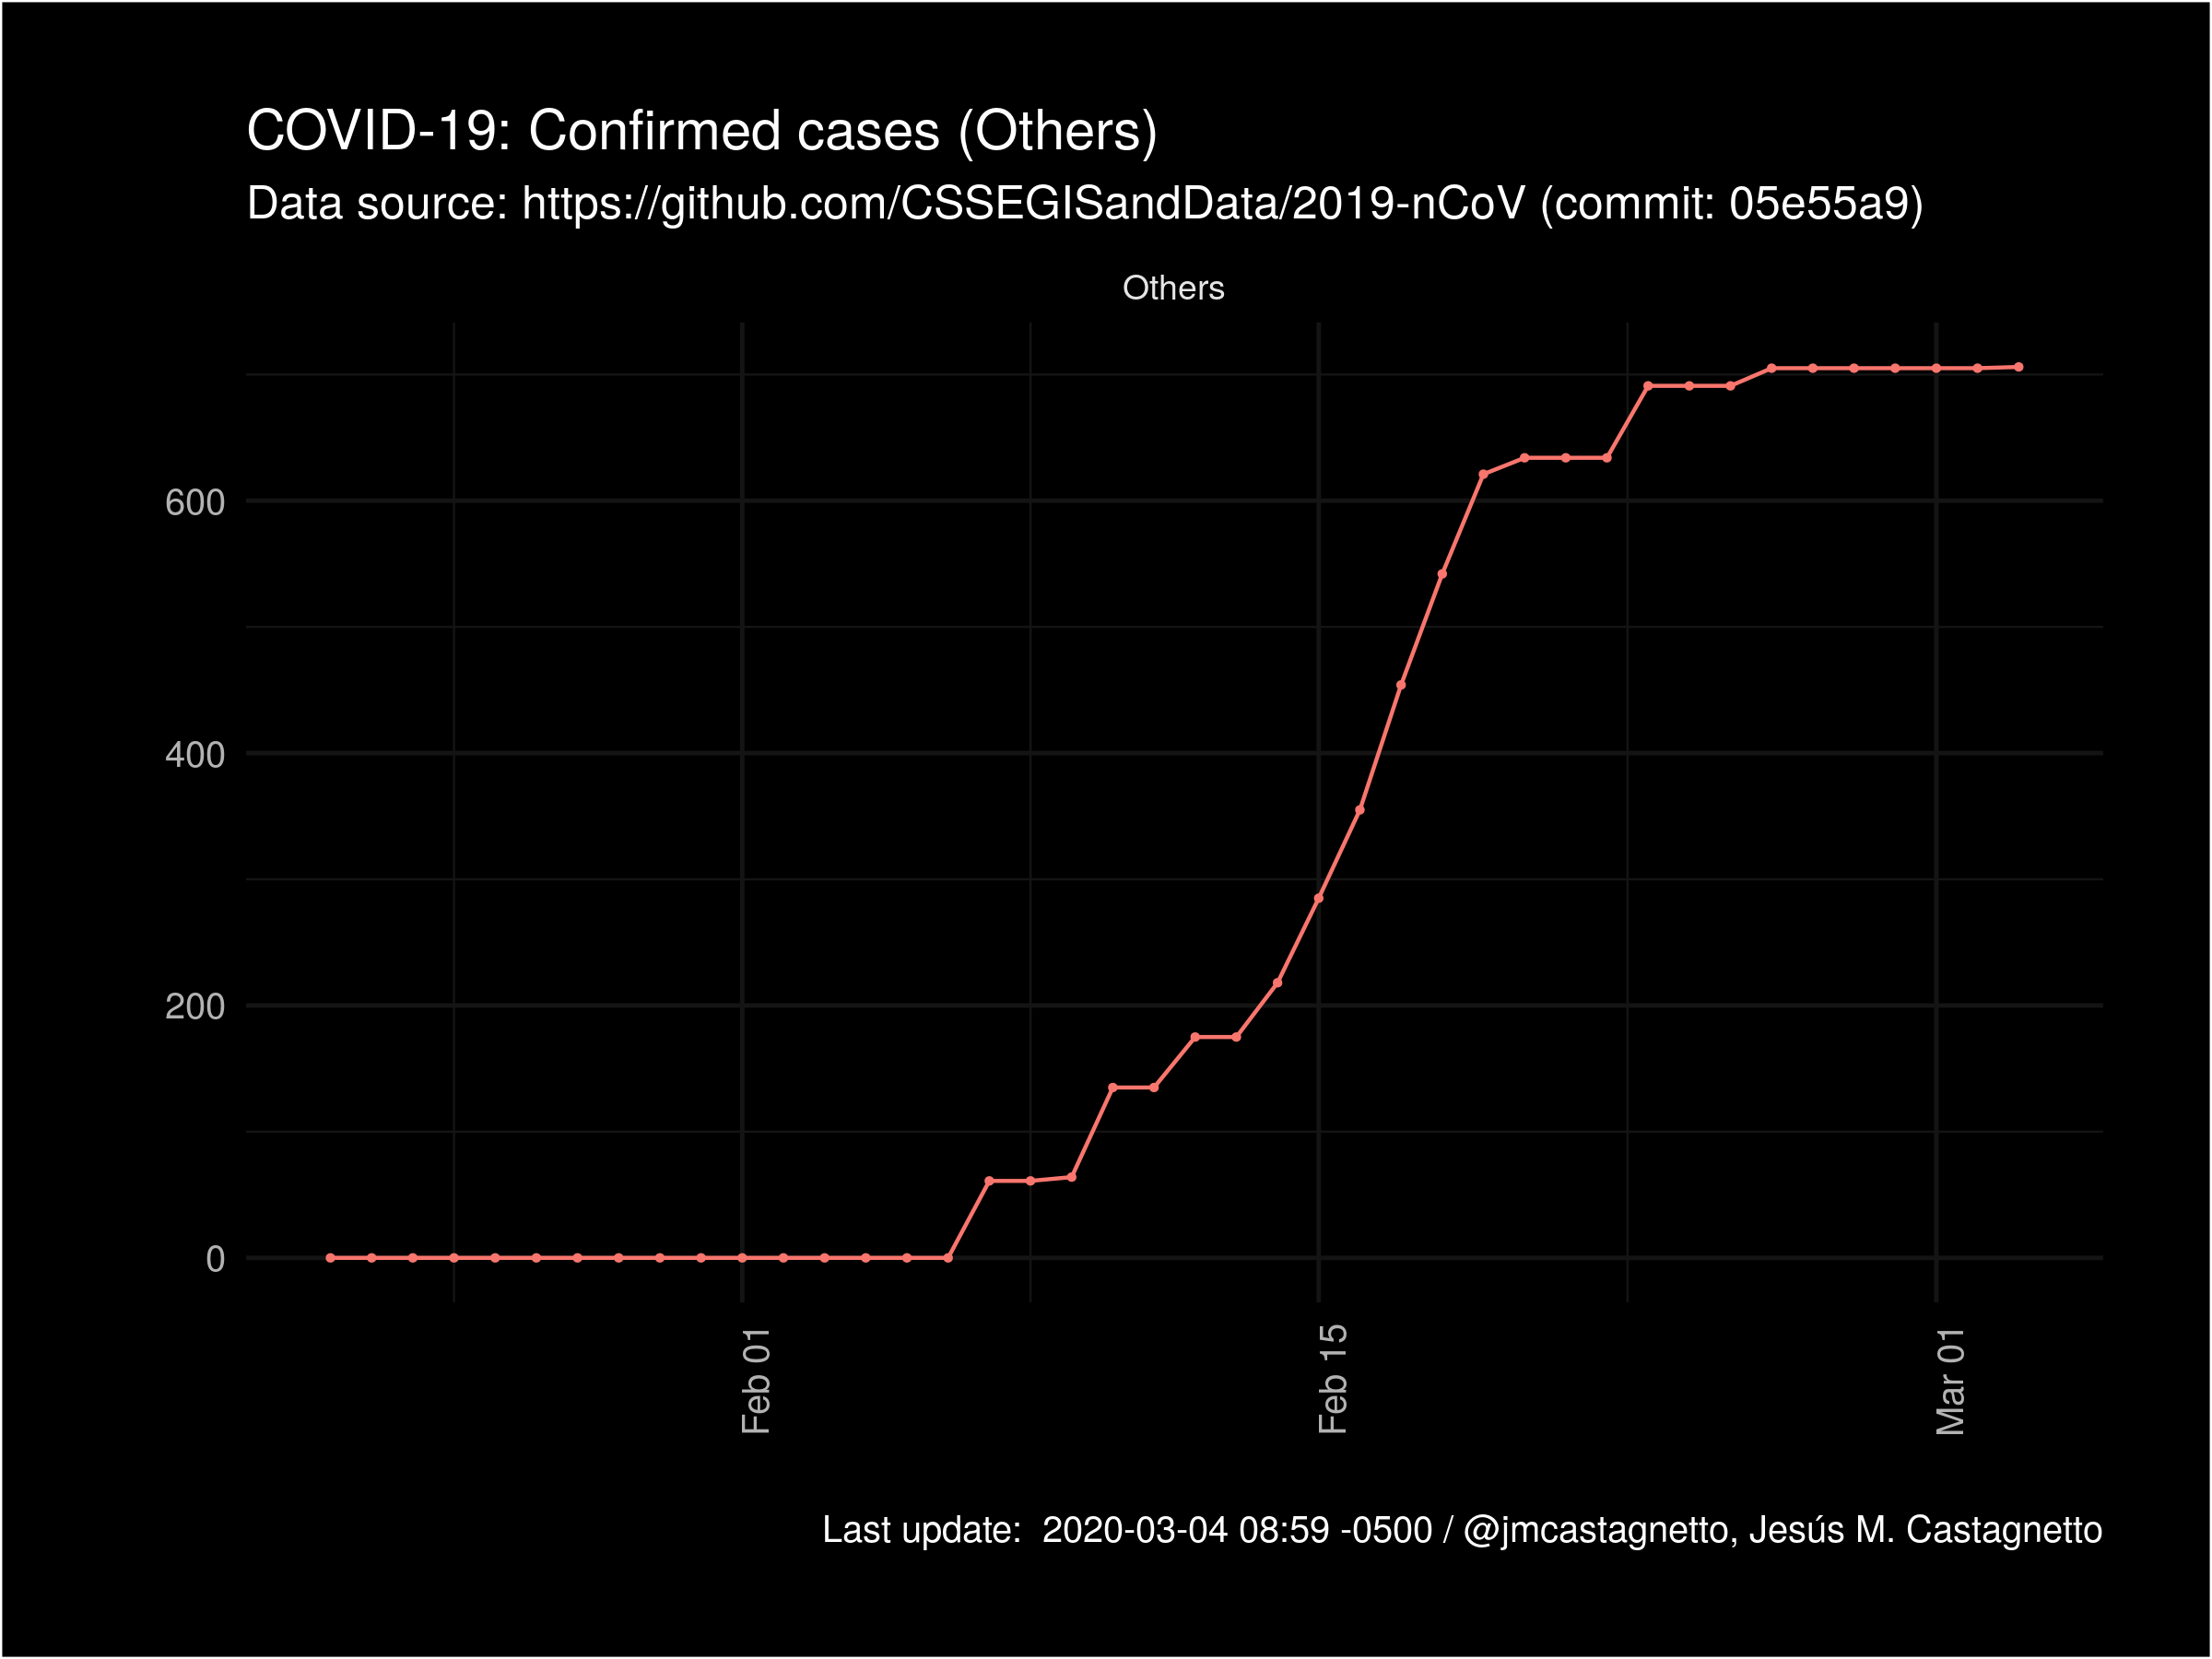 COVID-19: Confirmed cases (Others)
Data source: https://github.com/CSSEGISandData/2019-nCoV (commit: 05e55a9)
Others
600
400
200
0
Feb 01
Feb 15
Mar 01
Last update:  2020-03-04 08:59 -0500 / @jmcastagnetto, Jesús M. Castagnetto